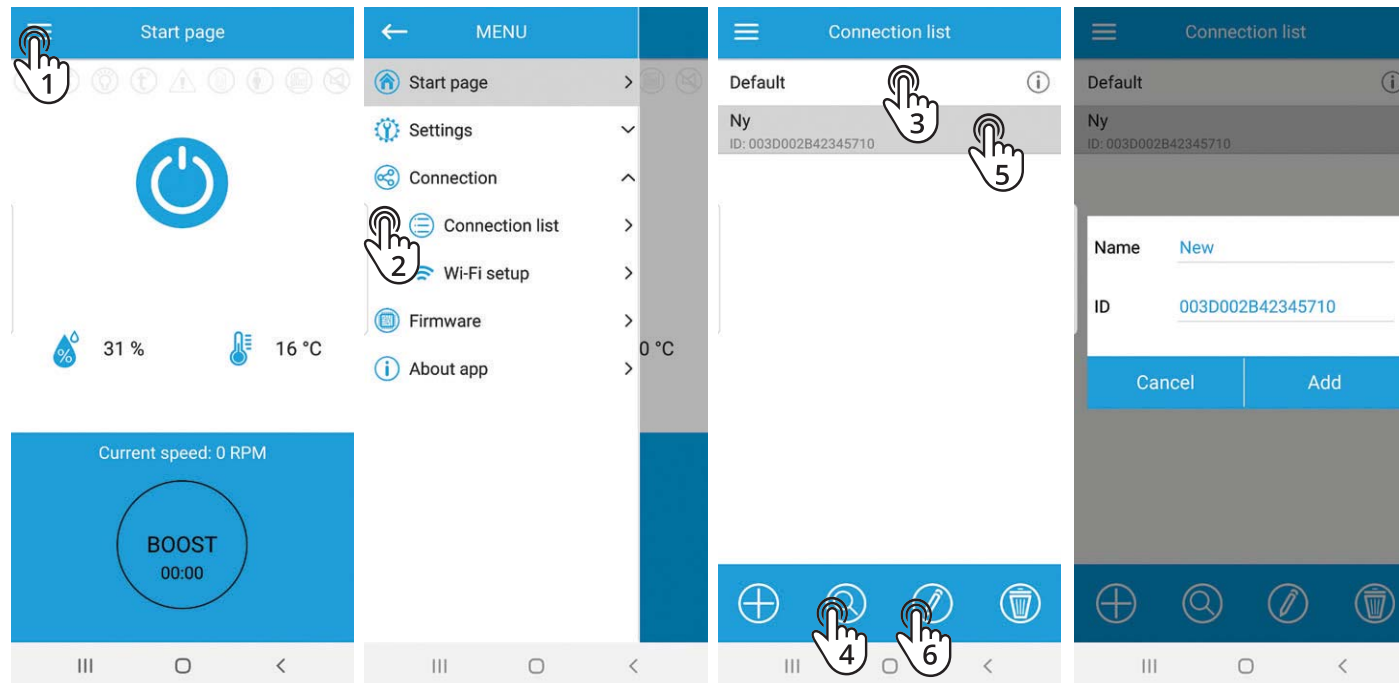 Start page
1
31 %
16 °C
Current speed: 0 RPM
BOOST
00:00
MENU
Start page
Settings
Connection
Connection list
2
Wi-Fi setup
Firmware
About app
0 °C
Connection list
Default
3
Ny
ID: 003D002B42345710
5
4
6
Connection list
Default
Ny
ID: 003D002B42345710
Name New
ID 003D002B42345710
Cancel Add